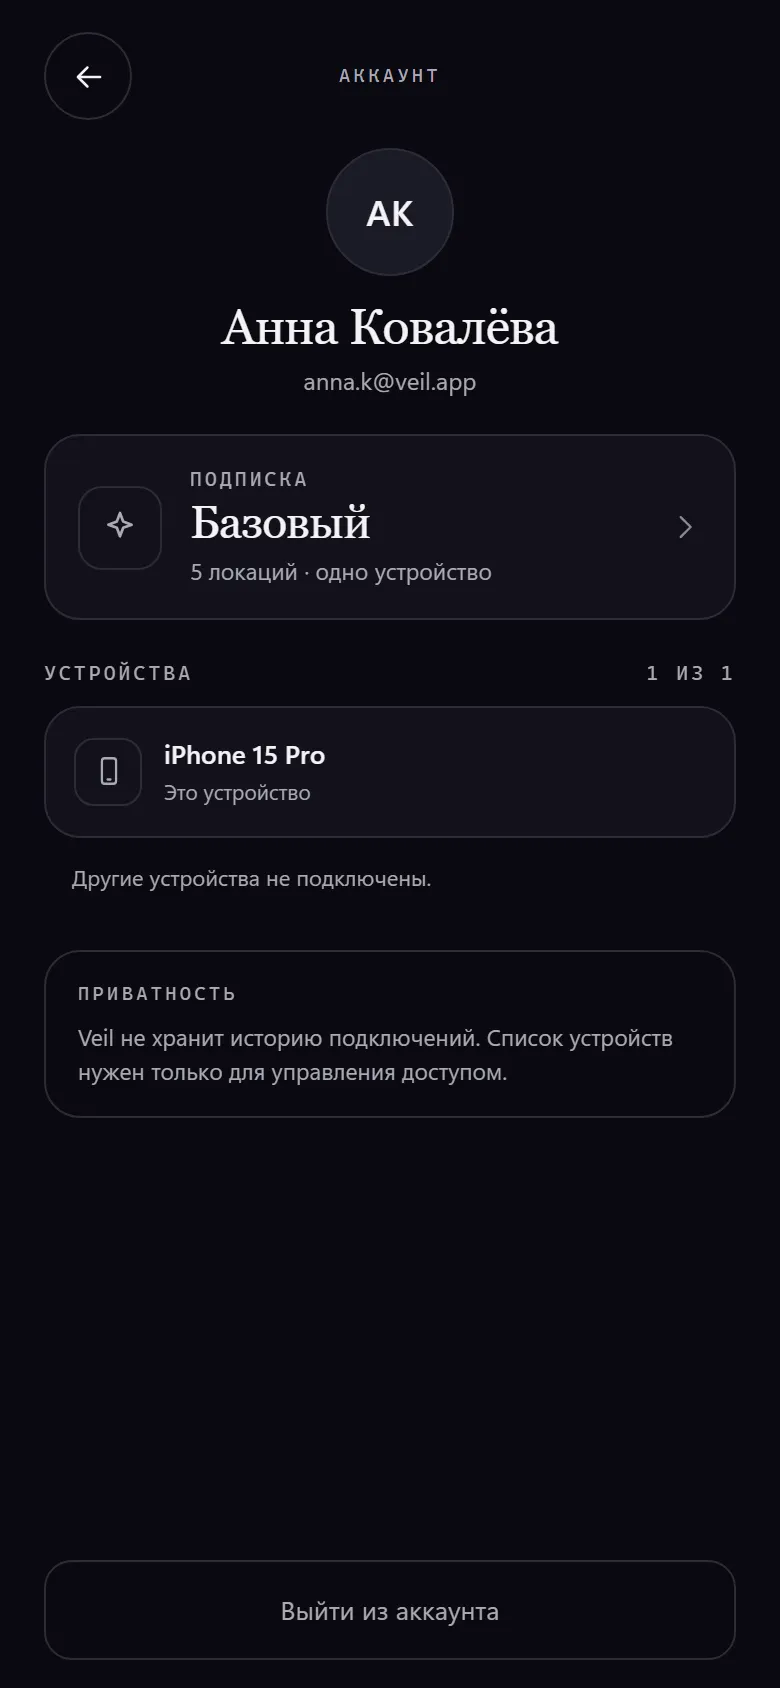 АККАУНТ
АК
Анна Ковалёва
anna.k@veil.app
ПОДПИСКА
Базовый
5 локаций · одно устройство
УСТРОЙСТВА 1 ИЗ 1
iPhone 15 Pro
Это устройство
Другие устройства не подключены.
ПРИВАТНОСТЬ
Veil не хранит историю подключений. Список устройств
нужен только для управления доступом.
Выйти из аккаунта